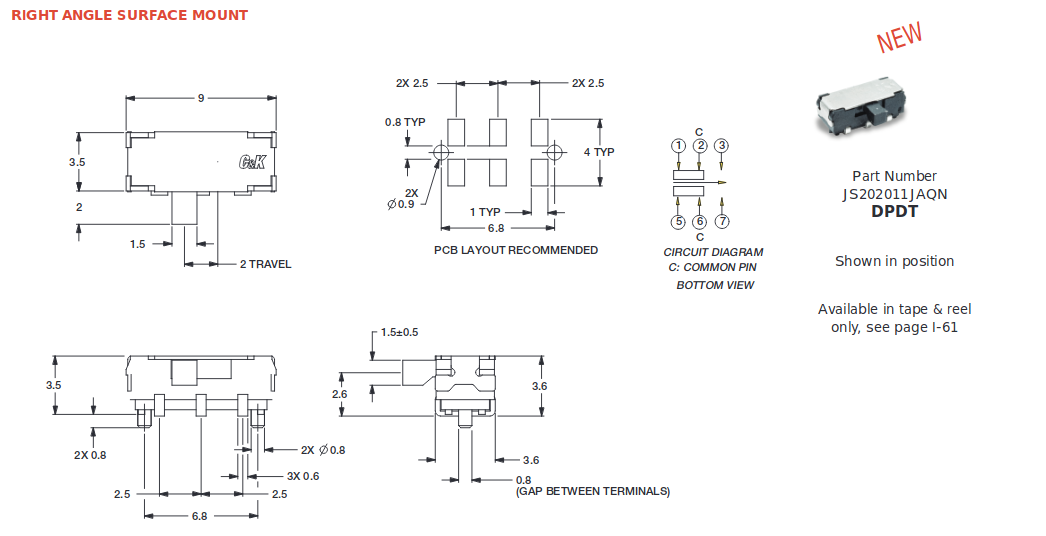 RIGHT ANGLE SURFACE MOUNT
NEW
9
3.5
2
1.5
2 TRAVEL
C&K
2X 2.5
2X 2.5
0.8 TYP
4 TYP
2X
∅0.9
1 TYP
6.8
PCB LAYOUT RECOMMENDED
C
1 2 3
5 6 7
C
CIRCUIT DIAGRAM
C: COMMON PIN
BOTTOM VIEW
Part Number
JS202011JAQN
DPDT
Shown in position
Available in tape & reel
only, see page I-61
3.5
2X 0.8
2X ∅0.8
3X 0.6
2.5
2.5
6.8
1.5±0.5
2.6
3.6
3.6
0.8
(GAP BETWEEN TERMINALS)